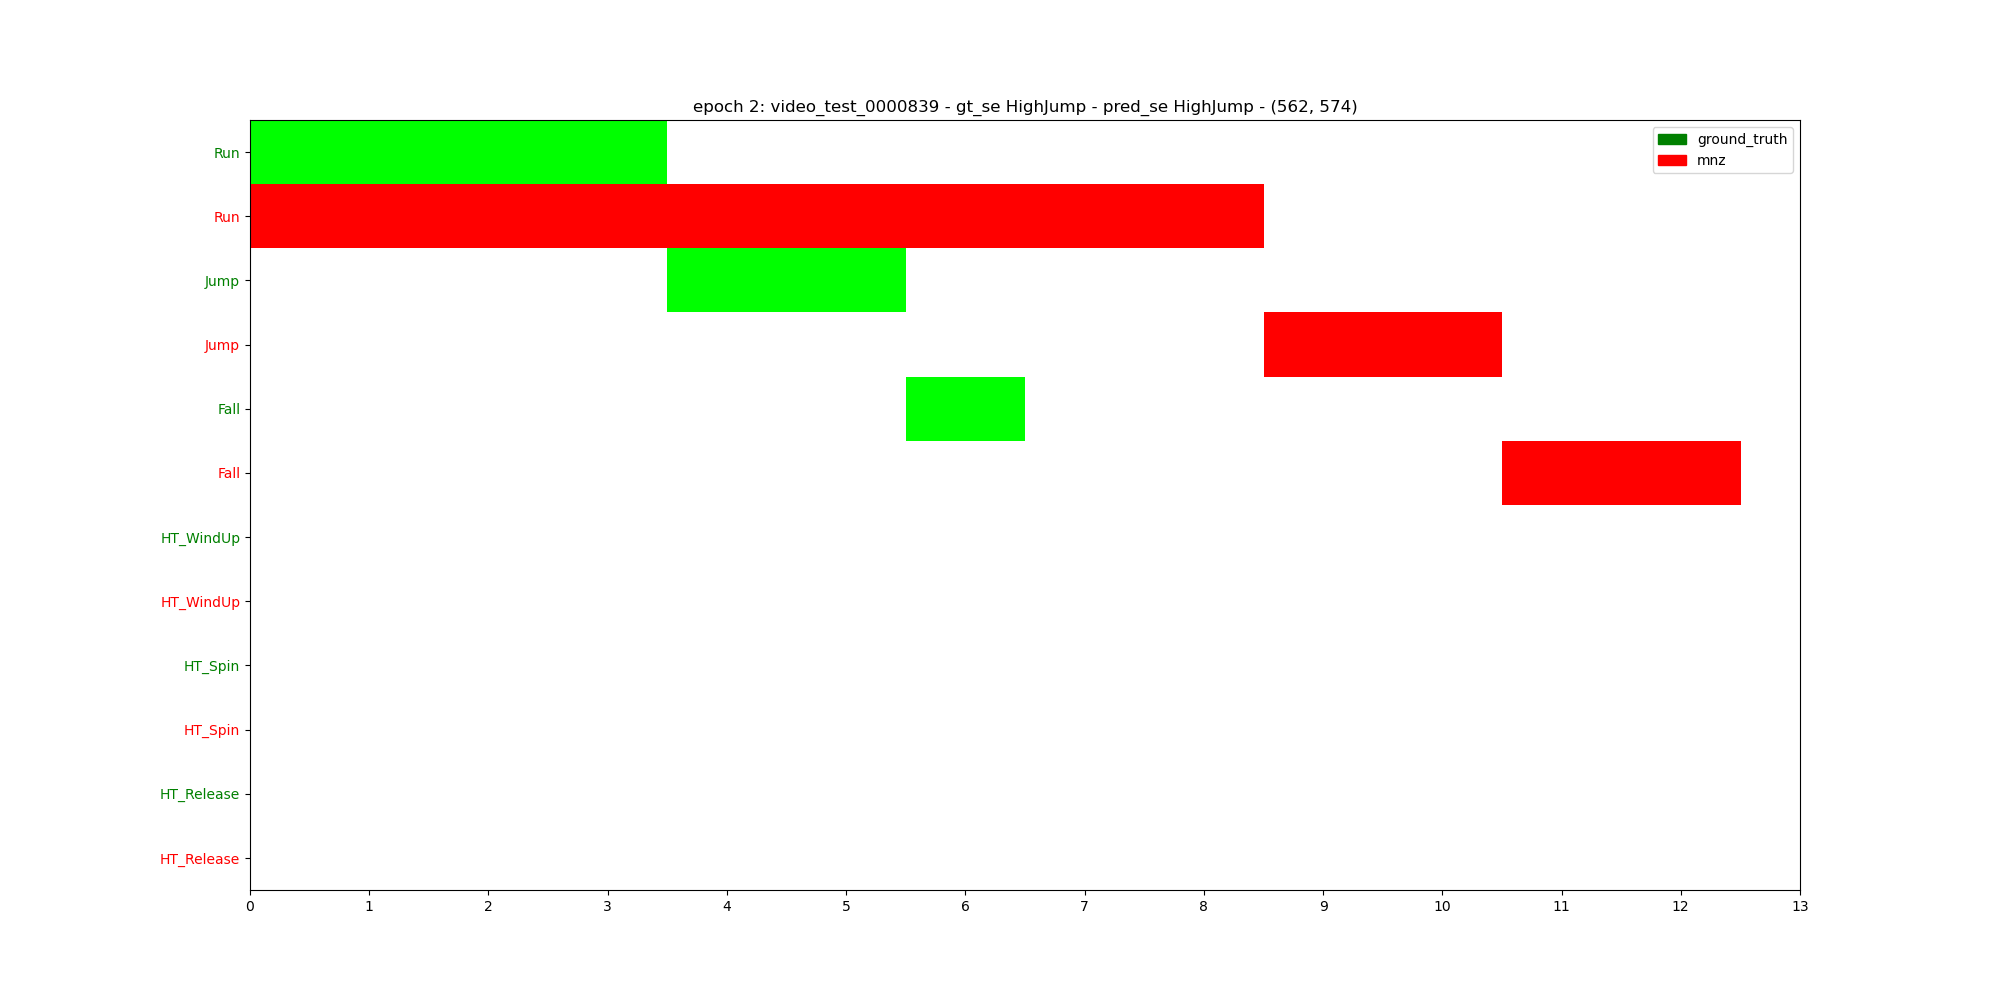 epoch 2: video_test_0000839 - gt_se HighJump - pred_se HighJump - (562, 574)
ground_truth
mnz
Run
Run
Jump
Jump
Fall
Fall
HT_WindUp
HT_WindUp
HT_Spin
HT_Spin
HT_Release
HT_Release
0 1 2 3 4 5 6 7 8 9 10 11 12 13